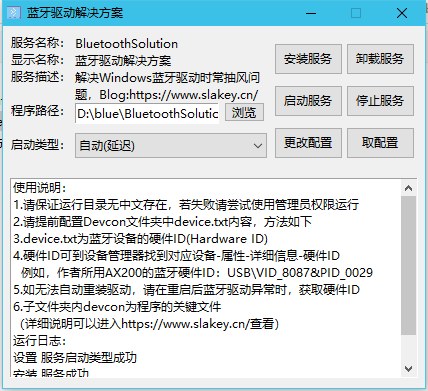 蓝牙驱动解决方案
服务名称： BluetoothSolution
显示名称： 蓝牙驱动解决方案
服务描述： 解决Windows蓝牙驱动时常抽风问
题，Blog:https://www.slakey.cn/
程序路径： D:\blue\BluetoothSolutic 浏览
启动类型： 自动(延迟)
安装服务 卸载服务
启动服务 停止服务
更改配置 取配置
使用说明：
1.请保证运行目录无中文存在，若失败请尝试使用管理员权限运行
2.请提前配置Devcon文件夹中device.txt内容，方法如下
3.device.txt为蓝牙设备的硬件ID(Hardware ID)
4.硬件ID可到设备管理器找到对应设备-属性-详细信息-硬件ID
例如，作者所用AX200的蓝牙硬件ID：USB\VID_8087&PID_0029
5.如无法自动重装驱动，请在重启后蓝牙驱动异常时，获取硬件ID
6.子文件夹内devcon为程序的关键文件
（详细说明可以进入https://www.slakey.cn/查看）
运行日志：
设置 服务启动类型成功
安装 服务成功